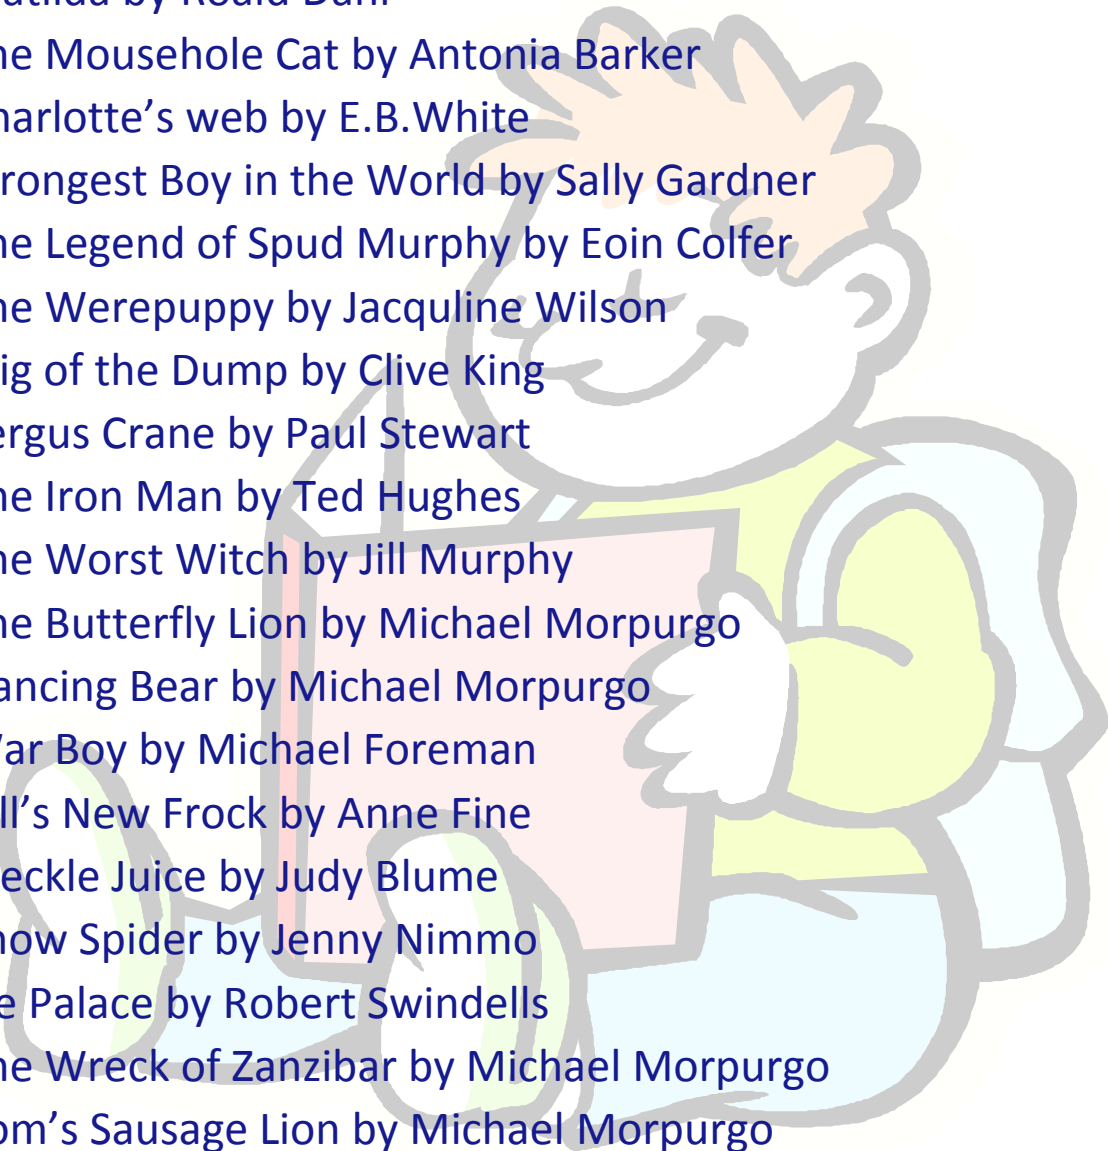 atilda by Roald Dahl
he Mousehole Cat by Antonia Barker
harlotte’s web by E.B.White
rongest Boy in the World by Sally Gardner
he Legend of Spud Murphy by Eoin Colfer
he Werepuppy by Jacquline Wilson
ig of the Dump by Clive King
ergus Crane by Paul Stewart
he Iron Man by Ted Hughes
he Worst Witch by Jill Murphy
he Butterfly Lion by Michael Morpurgo
ancing Bear by Michael Morpurgo
ar Boy by Michael Foreman
ll’s New Frock by Anne Fine
eckle Juice by Judy Blume
now Spider by Jenny Nimmo
e Palace by Robert Swindells
he Wreck of Zanzibar by Michael Morpurgo
om’s Sausage Lion by Michael Morpurgo